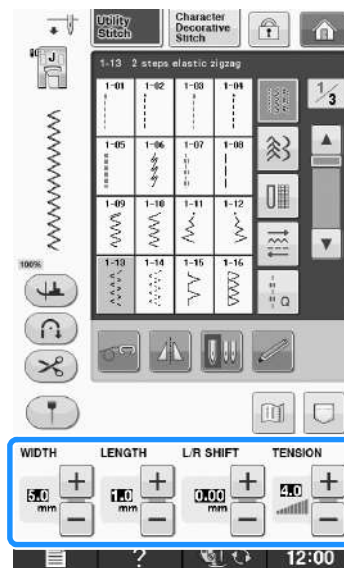 Utility Stitch
Character Decorative Stitch
J
1-13 2 steps elastic zigzag
1-01 1-02 1-03 1-04
1/3
1-05 1-06 1-07 1-08
1-09 1-10 1-11 1-12
1-13 1-14 1-15 1-16
100%
Q
WIDTH LENGTH L/R SHIFT TENSION
5.0 mm + − 1.0 mm + − 0.00 mm + − 4.0 + −
? 12:00